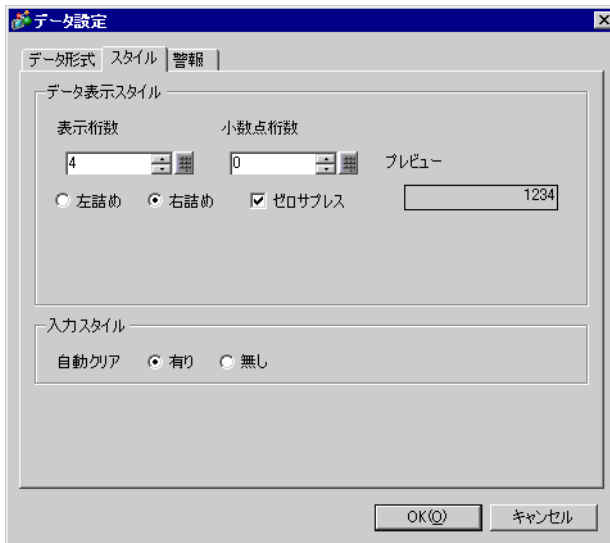 データ設定
データ形式 スタイル 警報
データ表示スタイル
表示桁数 小数点桁数
4 0 プレビュー
左詰め 右詰め ゼロサプレス 1234
入力スタイル
自動クリア 有り 無し
OK(O) キャンセル